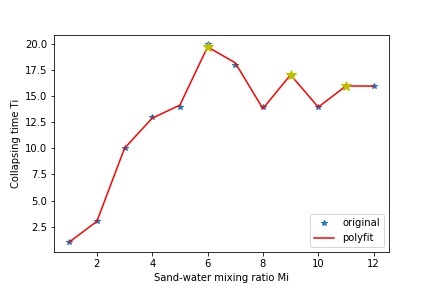 20.0
17.5
15.0
12.5
10.0
7.5
5.0
2.5
Collapsing time Ti
original
polyfit
2 4 6 8 10 12
Sand-water mixing ratio Mi